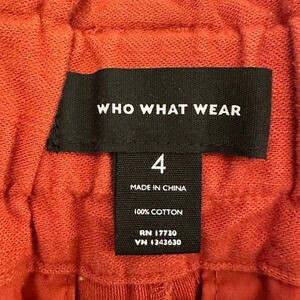 WHO WHAT WEAR
4
MADE IN CHINA
100% COTTON
RN 17730
VN 1343630